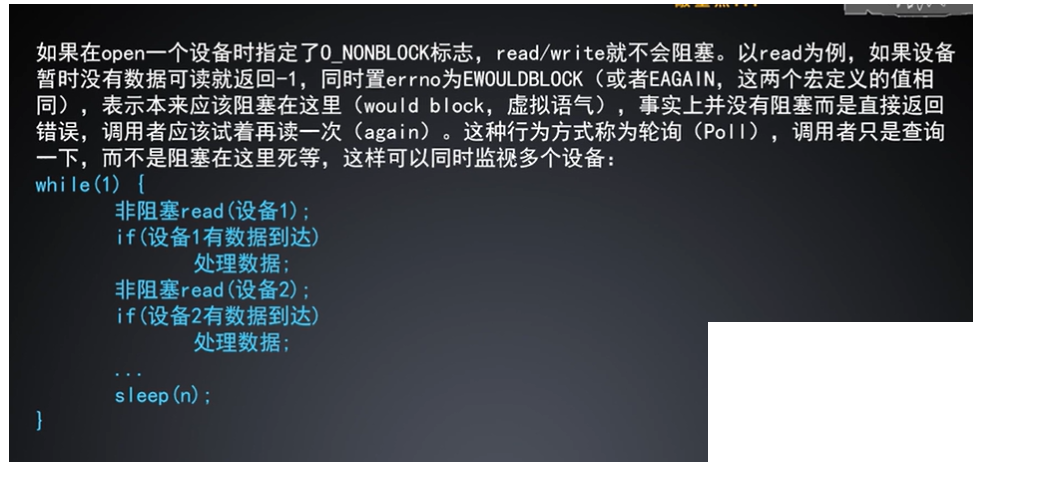 如果在open一个设备时指定了O_NONBLOCK标志，read/write就不会阻塞。以read为例，如果设备
暂时没有数据可读就返回-1，同时置errno为EWOULDBLOCK（或者EAGAIN，这两个宏定义的值相
同），表示本来应该阻塞在这里（would block，虚拟语气），事实上并没有阻塞而是直接返回
错误，调用者应该试着再读一次（again）。这种行为方式称为轮询（Poll），调用者只是查询
一下，而不是阻塞在这里死等，这样可以同时监视多个设备：
while(1) {
非阻塞read(设备1);
if(设备1有数据到达)
处理数据;
非阻塞read(设备2);
if(设备2有数据到达)
处理数据;
...
sleep(n);
}